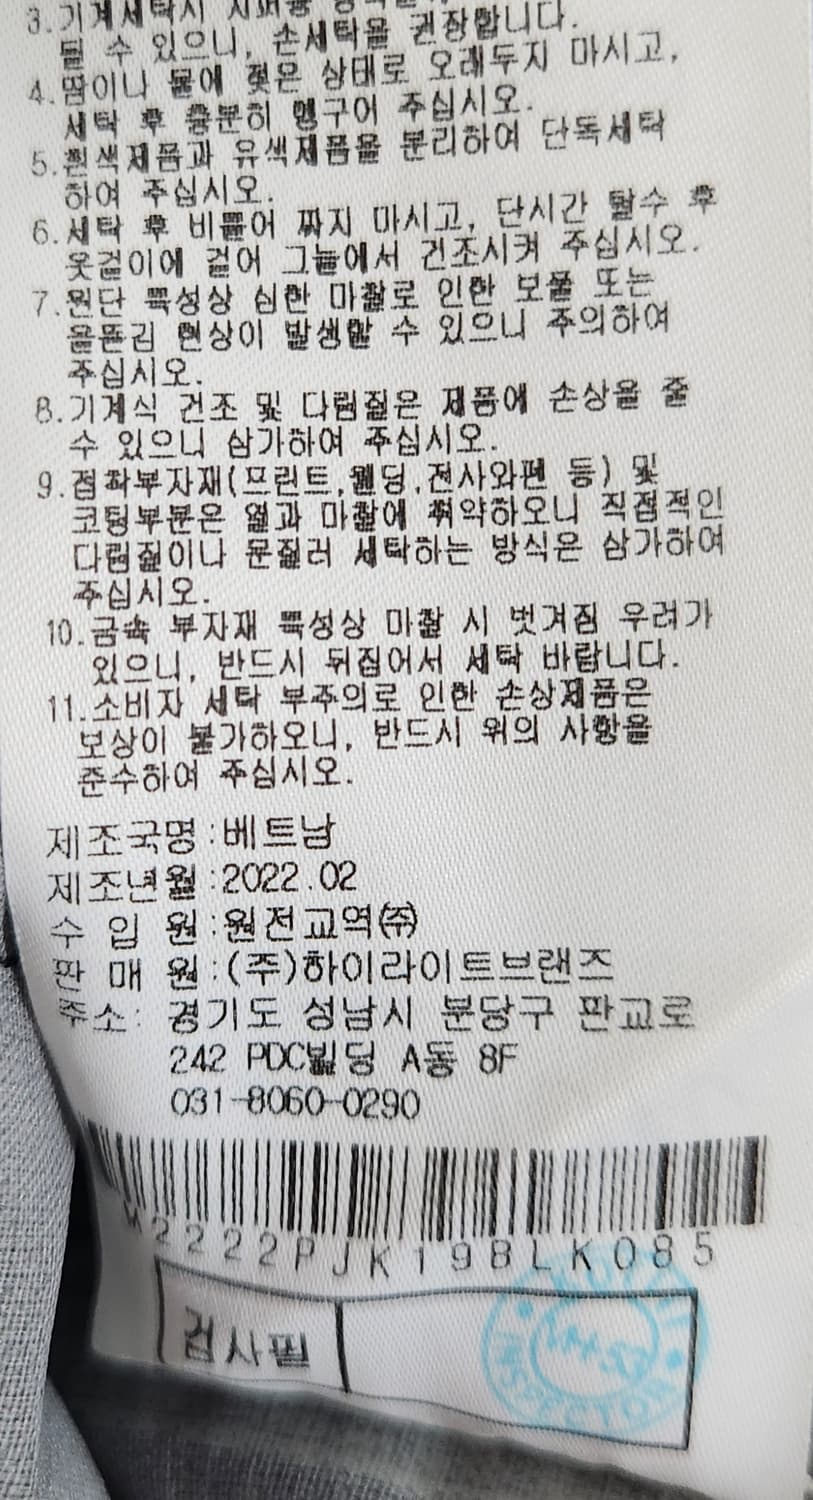 3.기계세탁시
될 수 있으니, 손세탁을 권장합니다.
4.땀이나 물에 젖은 상태로 오래두지 마시고,
세탁 후 충분히 헹구어 주십시오.
5.흰색제품과 유색제품을 분리하여 단독세탁
하여 주십시오.
6.세탁 후 비틀어 짜지 마시고, 단시간 탈수 후
옷걸이에 걸어 그늘에서 건조시켜 주십시오.
7.원단 특성상 심한 마찰로 인한 보풀 또는
올뜯김 현상이 발생할 수 있으니 주의하여
주십시오.
8.기계식 건조 및 다림질은 제품에 손상을 줄
수 있으니 삼가하여 주십시오.
9.접착부자재(프린트,웰딩,전사와펜 등) 및
코팅부분은 열과 마찰에 취약하오니 직접적인
다림질이나 문질러 세탁하는 방식은 삼가하여
주십시오.
10.금속 부자재 특성상 마찰 시 벗겨짐 우려가
있으니, 반드시 뒤집어서 세탁 바랍니다.
11.소비자 세탁 부주의로 인한 손상제품은
보상이 불가하오니, 반드시 위의 사항을
준수하여 주십시오.
제조국명:베트남
제조년월:2022.02
수 입 원:원전교역㈜
판 매 원:(주)하이라이트브랜즈
주소: 경기도 성남시 분당구 판교로
242 PDC빌딩 A동 8F
031-8060-0290
M2222PJK19BLK085
검사필
INSPECTOR